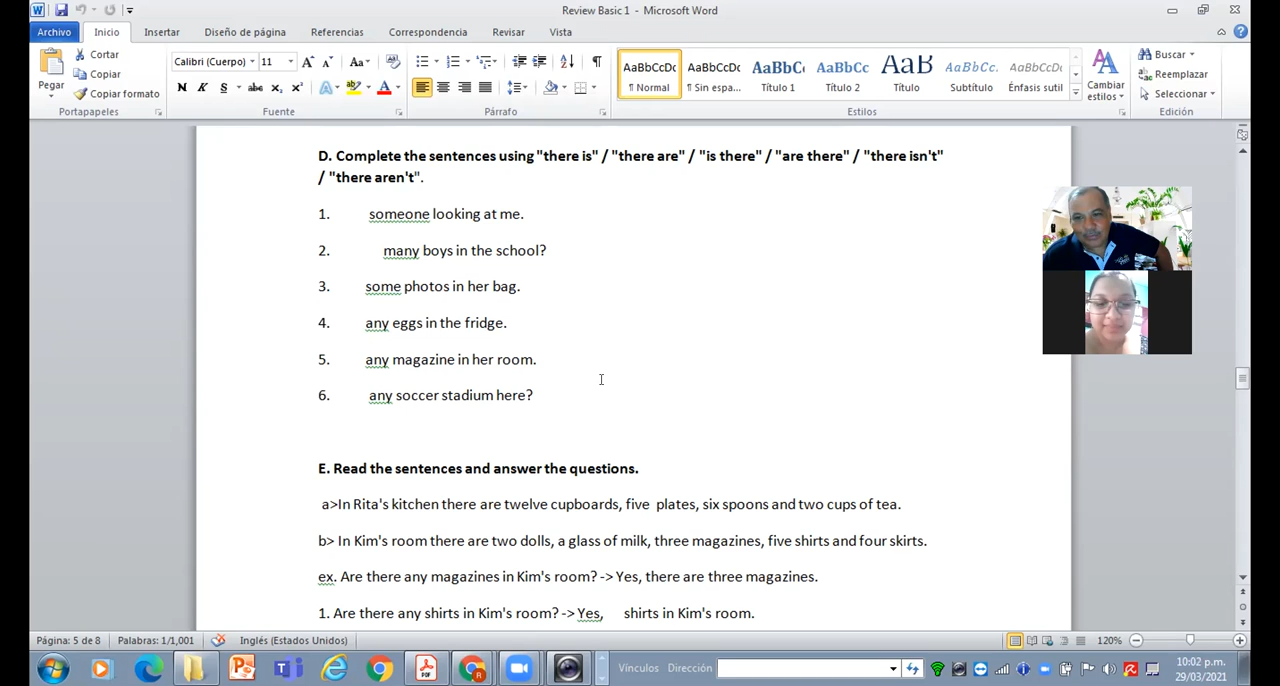 Review Basic 1 - Microsoft Word
Archivo Inicio Insertar Diseño de página Referencias Correspondencia Revisar Vista
Pegar
Cortar
Copiar
Copiar formato
Portapapeles
Calibri (Cuerpo) 11
N K S abc x₂ x²
Fuente
Párrafo
AaBbCcDc AaBbCcDc AaBbC AaBbCc AaB AaBbCc. AaBbCcDc
¶ Normal ¶ Sin espa... Título 1 Título 2 Título Subtítulo Énfasis sutil
Cambiar estilos
Estilos
Buscar
Reemplazar
Seleccionar
Edición
D. Complete the sentences using "there is" / "there are" / "is there" / "are there" / "there isn't"
/ "there aren't".
1. someone looking at me.
2. many boys in the school?
3. some photos in her bag.
4. any eggs in the fridge.
5. any magazine in her room.
6. any soccer stadium here?
E. Read the sentences and answer the questions.
a>In Rita's kitchen there are twelve cupboards, five plates, six spoons and two cups of tea.
b> In Kim's room there are two dolls, a glass of milk, three magazines, five shirts and four skirts.
ex. Are there any magazines in Kim's room? -> Yes, there are three magazines.
1. Are there any shirts in Kim's room? -> Yes, shirts in Kim's room.
Página: 5 de 8 Palabras: 1/1,001 Inglés (Estados Unidos) 120%
Vínculos Dirección
10:02 p.m.
29/03/2021